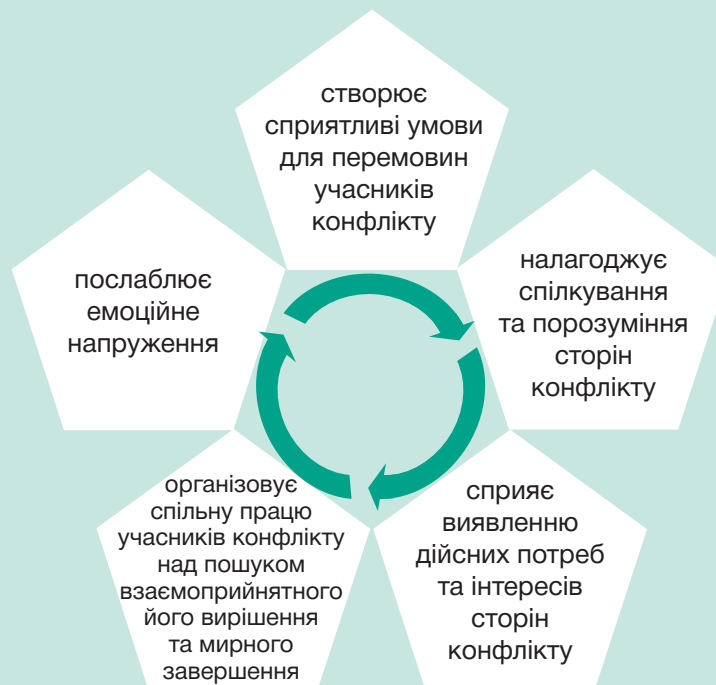 створює
сприятливі умови
для перемовин
учасників
конфлікту
налагоджує
спілкування
та порозуміння
сторін
конфлікту
сприяє
виявленню
дійсних потреб
та інтересів
сторін
конфлікту
організовує
спільну працю
учасників конфлікту
над пошуком
взаємоприйнятного
його вирішення
та мирного
завершення
послаблює
емоційне
напруження